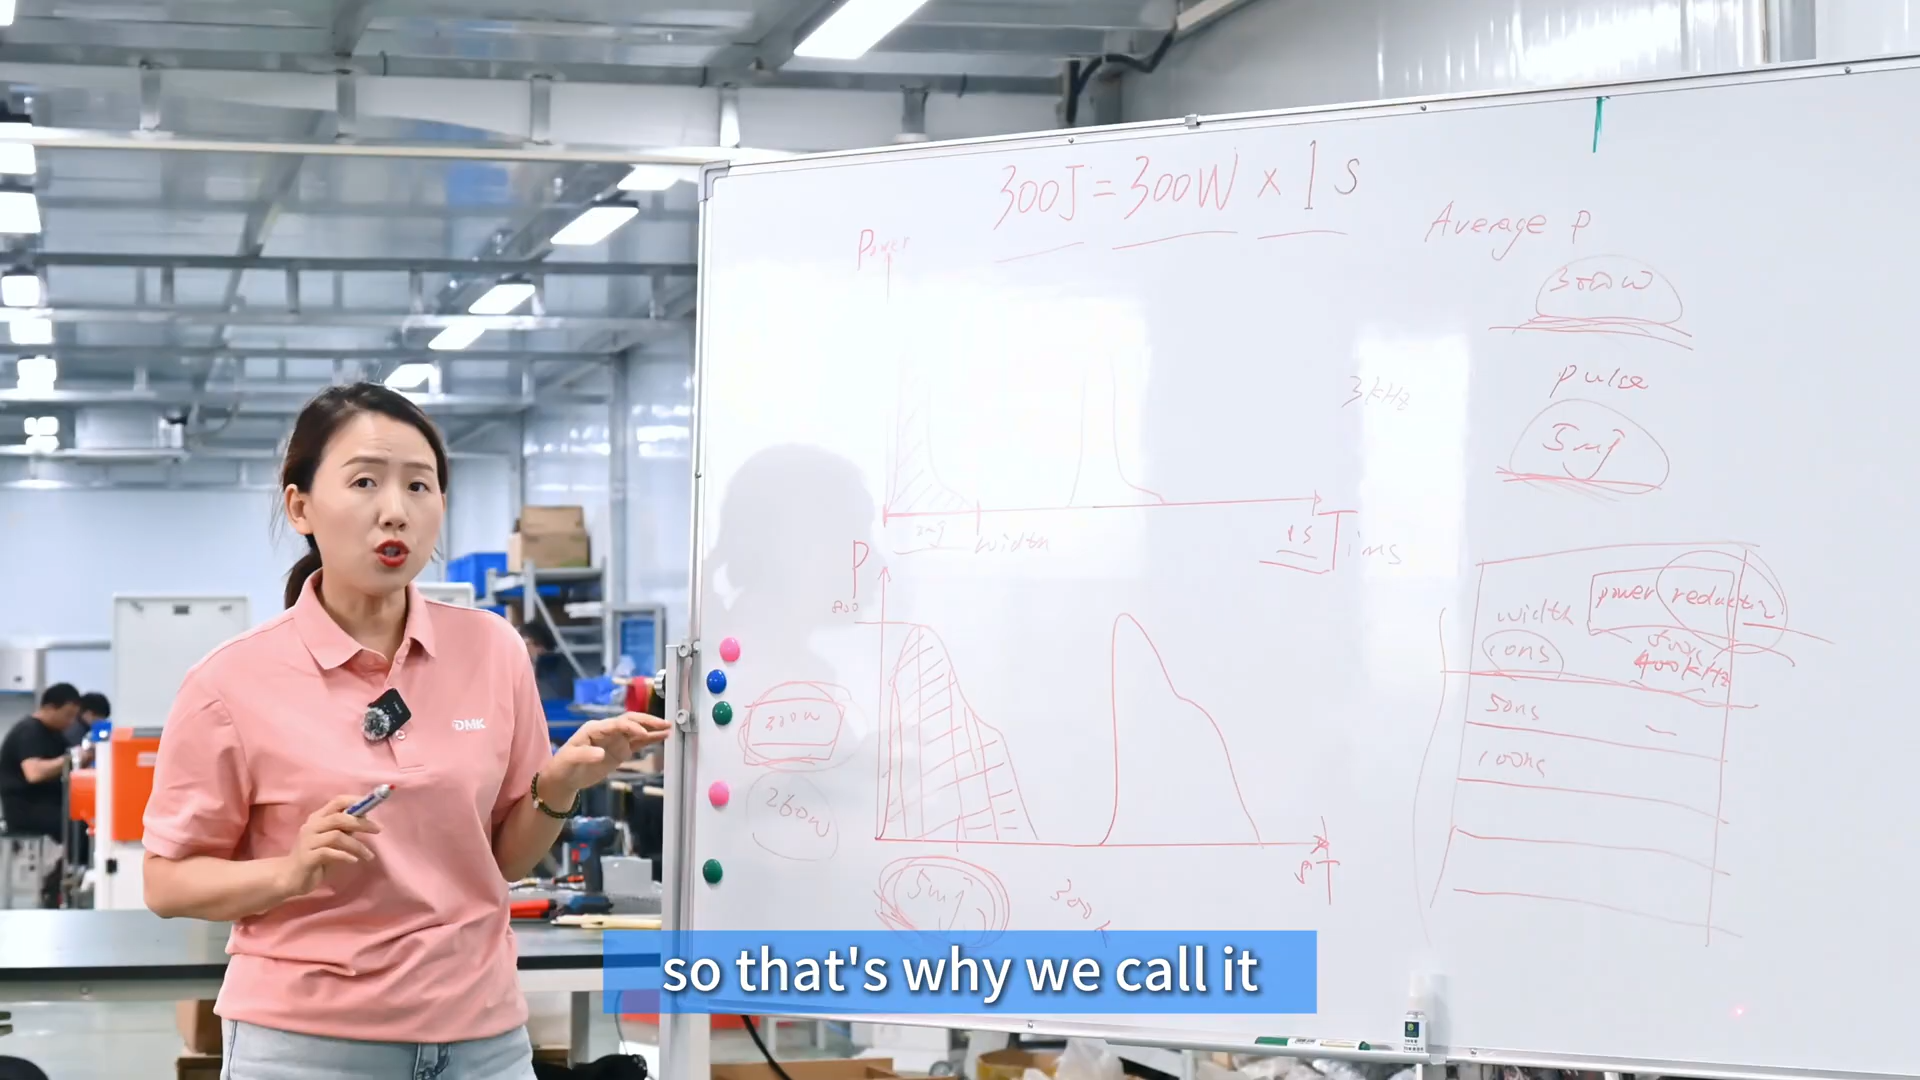 300J = 300W × 1 S
Average P
300W
pulse
5mj
3kHz
Power
width
1S
Time
P
width
power reduction
10ns
400kHz
50ns
100ns
260W
5mj
T
DMK
so that's why we call it